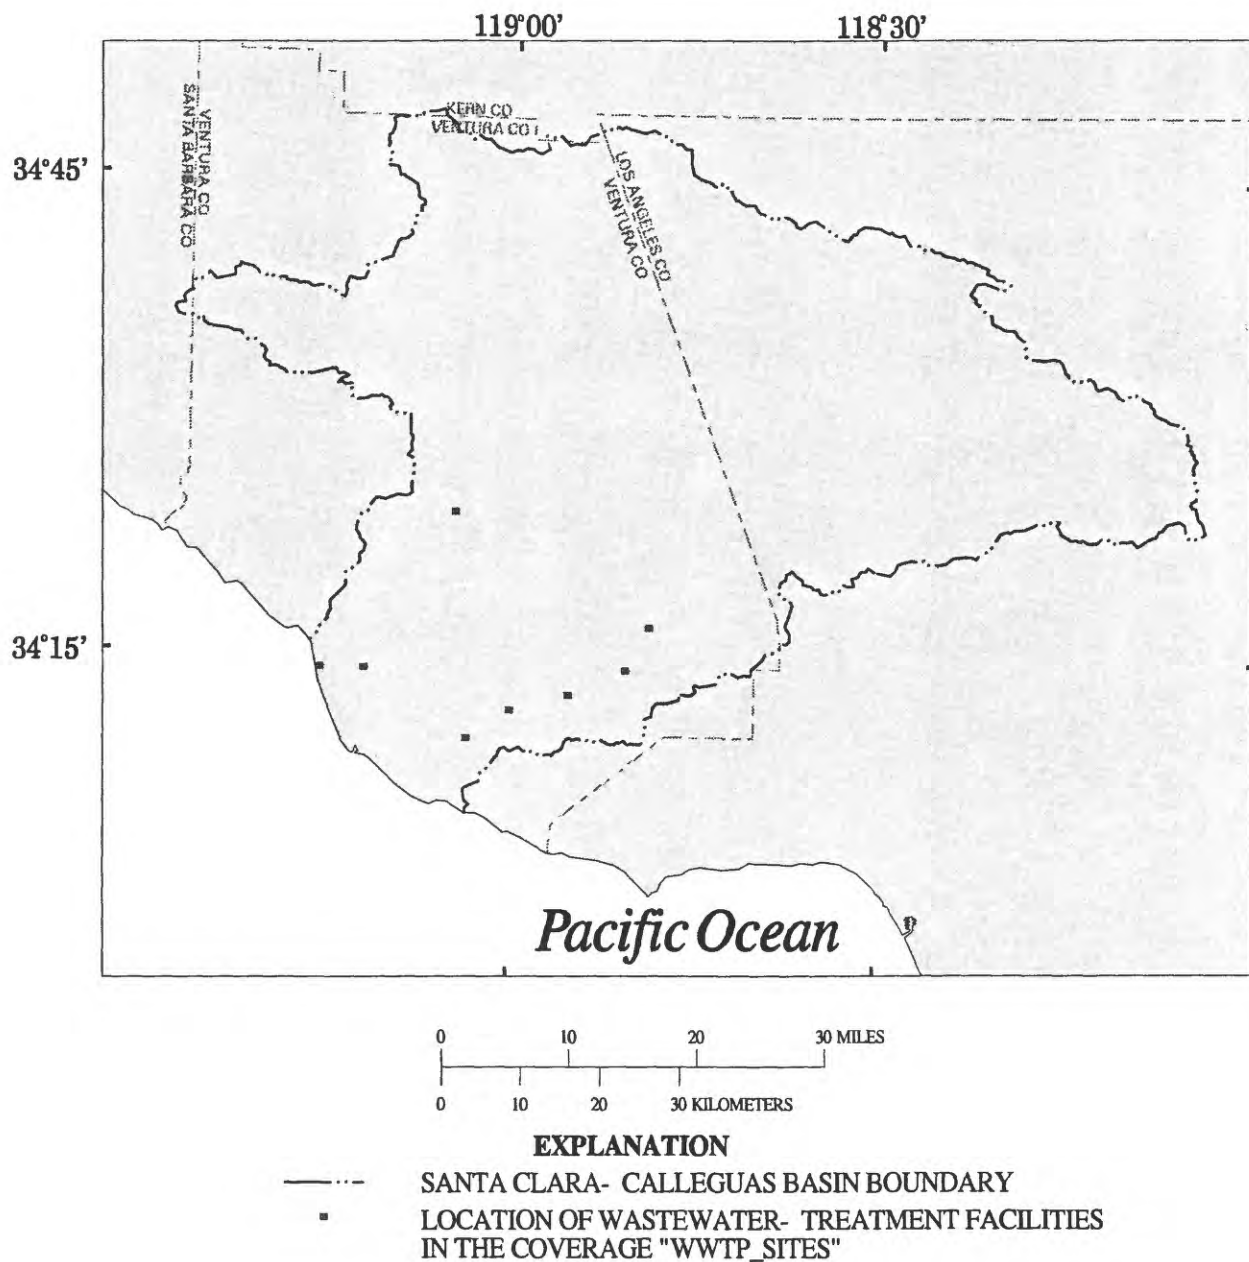 119°00' 118°30'
KERN CO
VENTURA CO
VENTURA CO
SANTA BARBARA CO
34°45'
LOS ANGELES CO
VENTURA CO
34°15'
Pacific Ocean
0 10 20 30 MILES
0 10 20 30 KILOMETERS
EXPLANATION
SANTA CLARA- CALLEGUAS BASIN BOUNDARY
LOCATION OF WASTEWATER- TREATMENT FACILITIES
IN THE COVERAGE "WWTP_SITES"